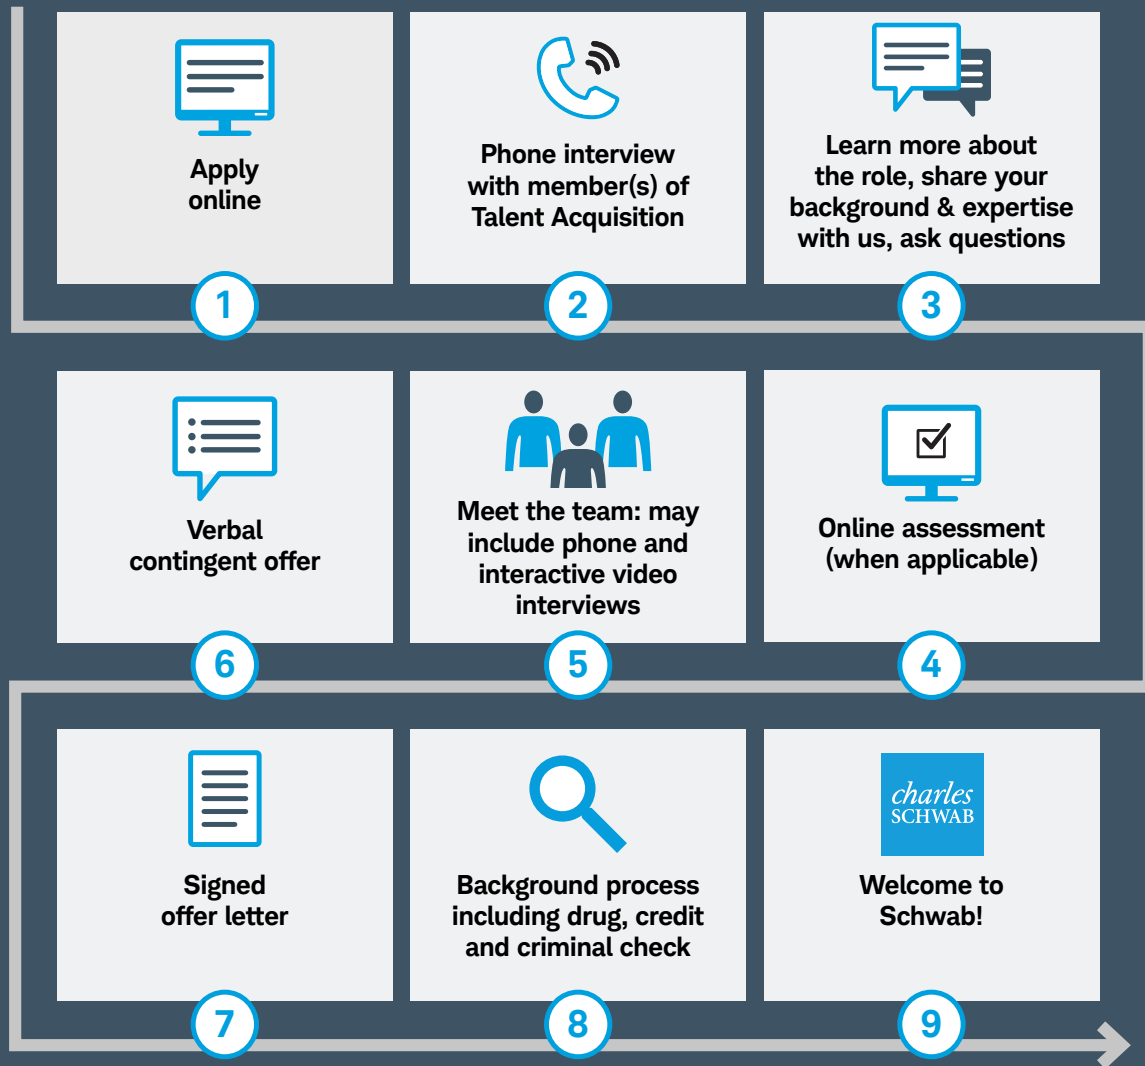 Apply
online
1
Phone interview
with member(s) of
Talent Acquisition
2
Learn more about
the role, share your
background & expertise
with us, ask questions
3
Online assessment
(when applicable)
4
Meet the team: may
include phone and
interactive video
interviews
5
Verbal
contingent offer
6
Signed
offer letter
7
Background process
including drug, credit
and criminal check
8
charles
SCHWAB
Welcome to
Schwab!
9